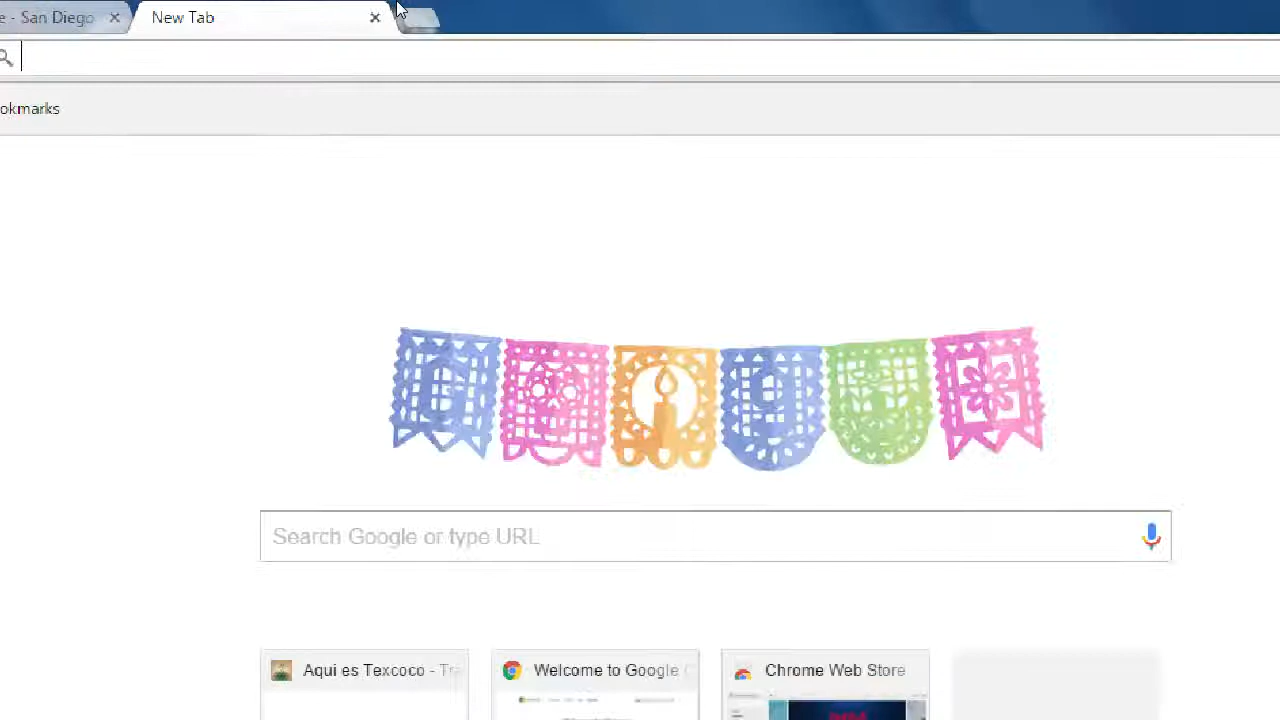 e - San Diego
New Tab
okmarks
Search Google or type URL
Aqui es Texcoco - Tra
Welcome to Google
Chrome Web Store